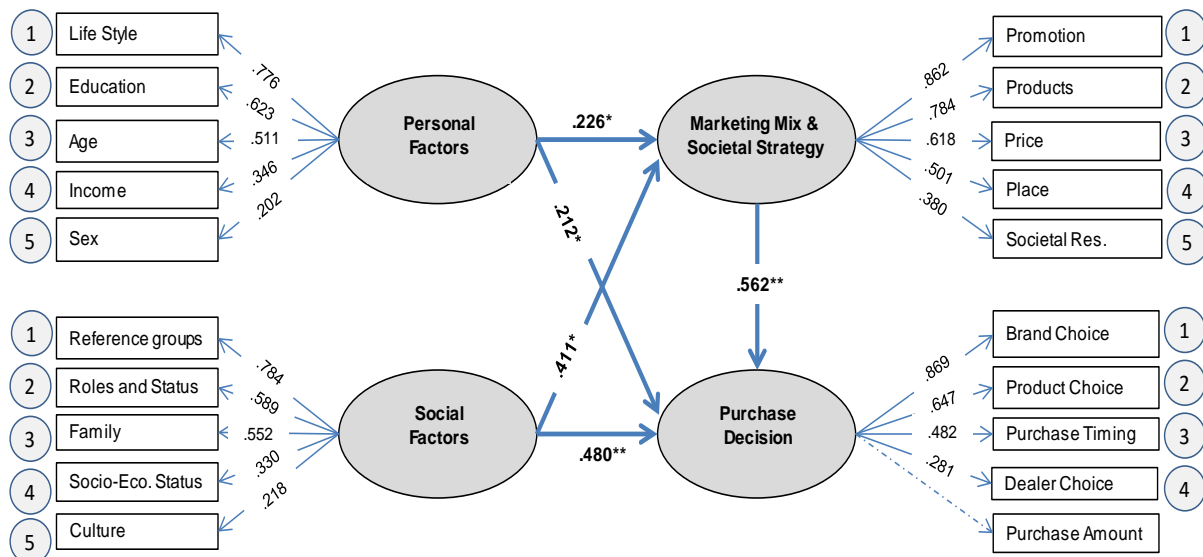 1
Life Style
2
Education
3
Age
4
Income
5
Sex
.776
.623
.511
.346
.202
Personal
Factors
.226*
.212*
Marketing Mix &
Societal Strategy
.862
.784
.618
.501
.380
Promotion
1
Products
2
Price
3
Place
4
Societal Res.
5
.562**
1
Reference groups
2
Roles and Status
3
Family
4
Socio-Eco. Status
5
Culture
.784
.589
.552
.330
.218
Social
Factors
.411*
.480**
Purchase
Decision
.869
.647
.482
.281
Brand Choice
1
Product Choice
2
Purchase Timing
3
Dealer Choice
4
Purchase Amount